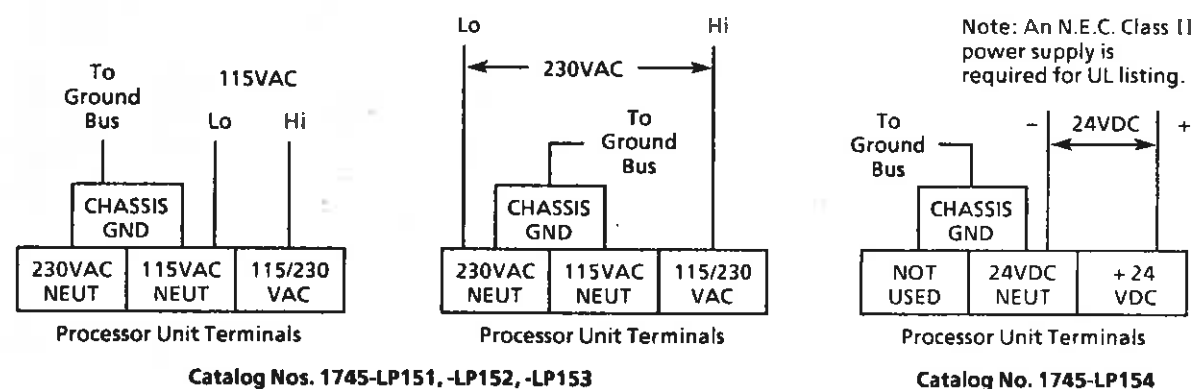 To
Ground
Bus
115VAC
Lo
Hi
CHASSIS
GND
230VAC
NEUT
115VAC
NEUT
115/230
VAC
Processor Unit Terminals
Lo
Hi
230VAC
To
Ground
Bus
CHASSIS
GND
230VAC
NEUT
115VAC
NEUT
115/230
VAC
Processor Unit Terminals
Catalog Nos. 1745-LP151, -LP152, -LP153
Note: An N.E.C. Class II
power supply is
required for UL listing.
To
Ground
Bus
- 24VDC +
CHASSIS
GND
NOT
USED
24VDC
NEUT
+ 24
VDC
Processor Unit Terminals
Catalog No. 1745-LP154